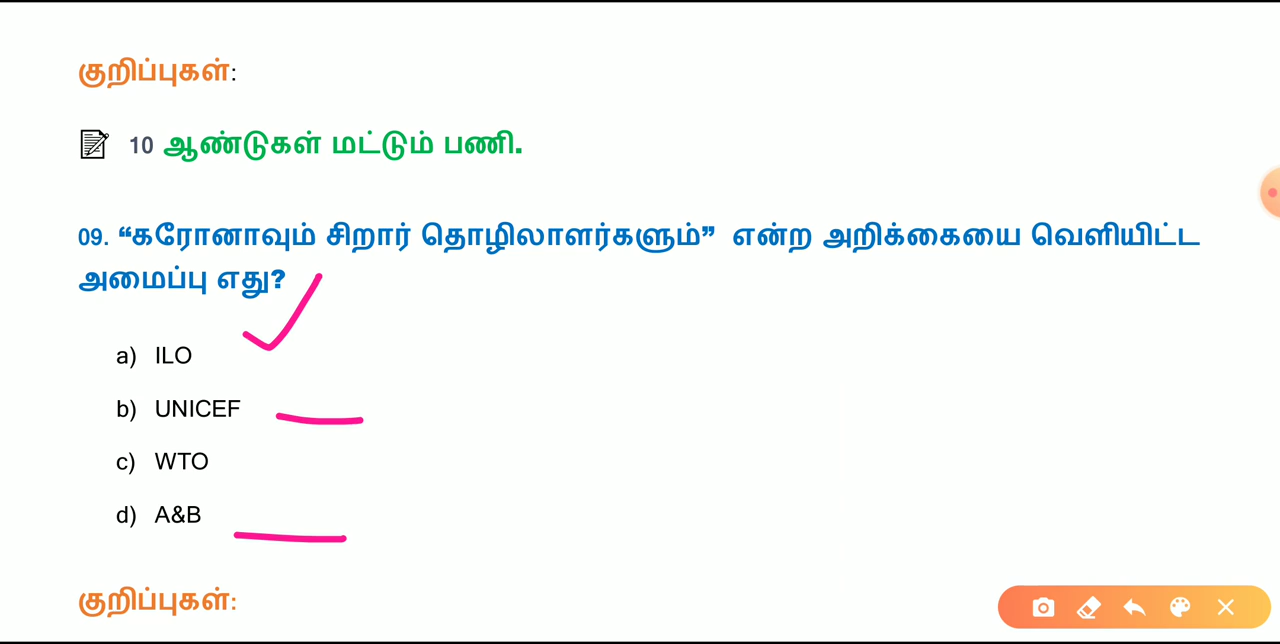 குறிப்புகள்:
10 ஆண்டுகள் மட்டும் பணி.
09. “கரோனாவும் சிறார் தொழிலாளர்களும்” என்ற அறிக்கையை வெளியிட்ட
அமைப்பு எது?
a) ILO
b) UNICEF
c) WTO
d) A&B
குறிப்புகள்: